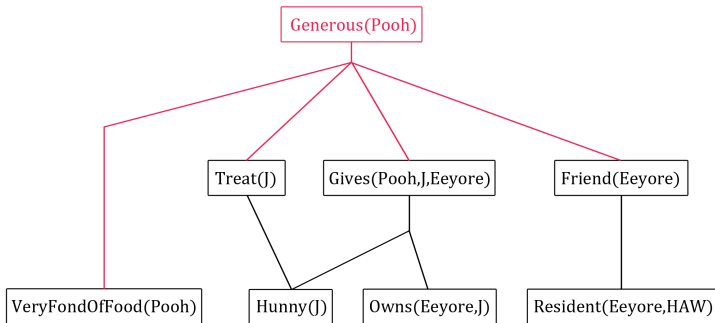 Generous(Pooh)
Treat(J)
Gives(Pooh,J,Eeyore)
Friend(Eeyore)
VeryFondOfFood(Pooh)
Hunny(J)
Owns(Eeyore,J)
Resident(Eeyore,HAW)